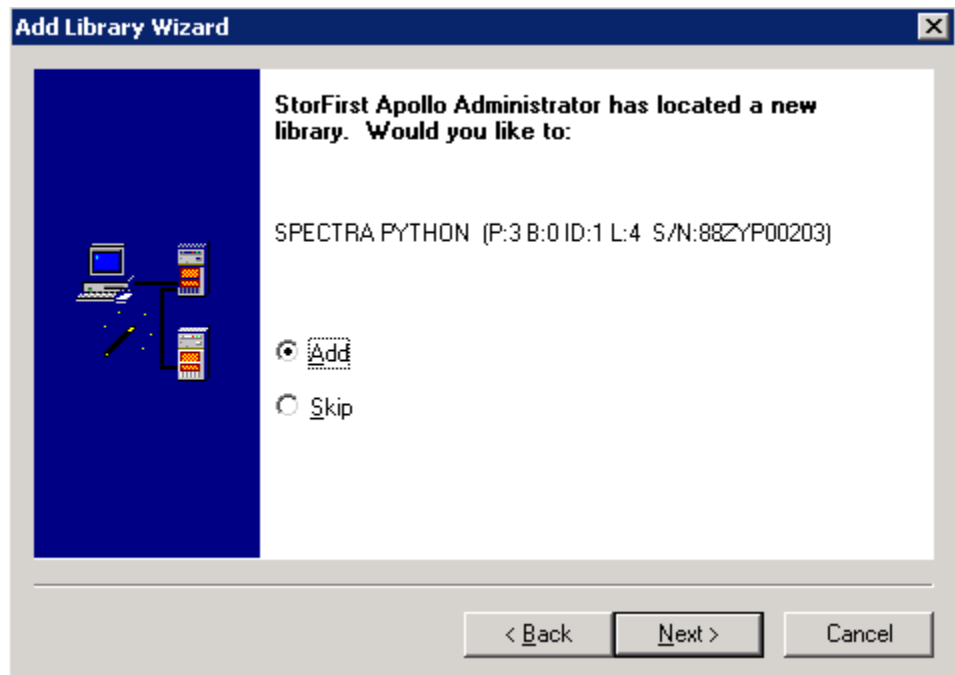 Add Library Wizard
StorFirst Apollo Administrator has located a new
library. Would you like to:
SPECTRA PYTHON (P:3 B:0 ID:1 L:4 S/N:88ZYP00203)
Add
Skip
< Back
Next >
Cancel